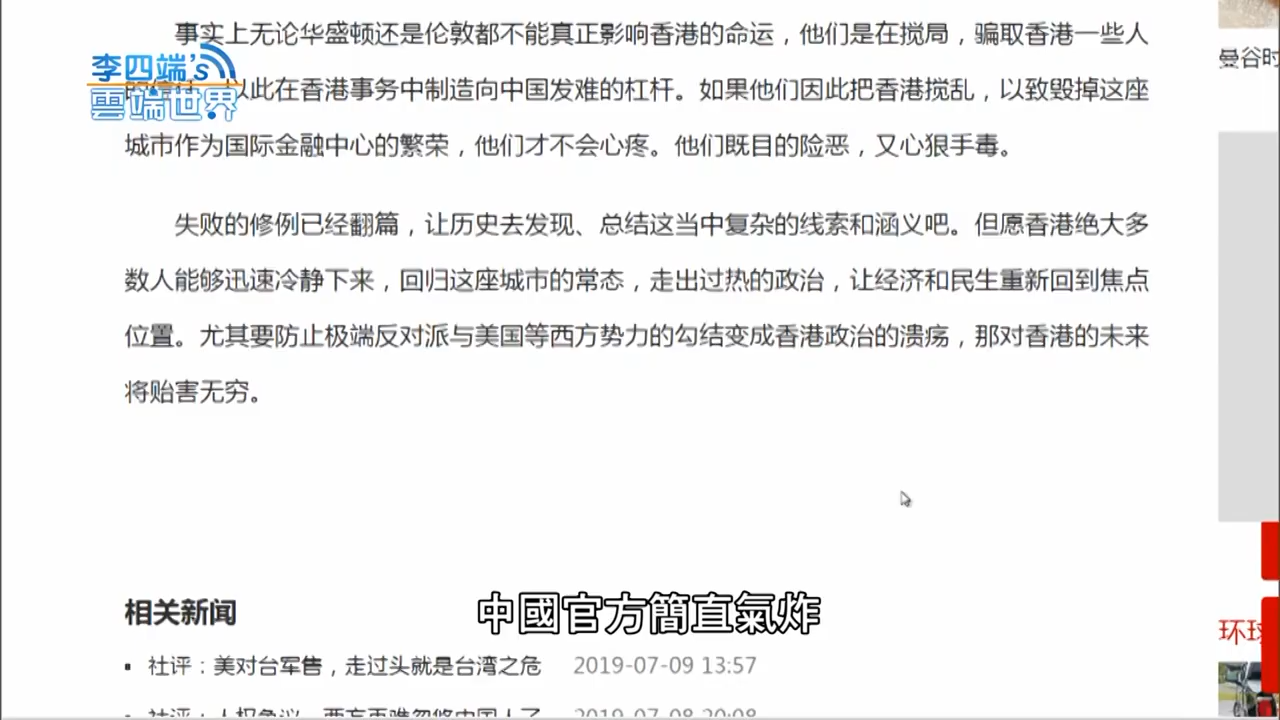 事实上无论华盛顿还是伦敦都不能真正影响香港的命运，他们是在搅局，骗取香港一些人
李四端's
雲端世界
以此在香港事务中制造向中国发难的杠杆。如果他们因此把香港搅乱，以致毁掉这座
城市作为国际金融中心的繁荣，他们才不会心疼。他们既目的险恶，又心狠手毒。
失败的修例已经翻篇，让历史去发现、总结这当中复杂的线索和涵义吧。但愿香港绝大多
数人能够迅速冷静下来，回归这座城市的常态，走出过热的政治，让经济和民生重新回到焦点
位置。尤其要防止极端反对派与美国等西方势力的勾结变成香港政治的溃疡，那对香港的未来
将贻害无穷。
曼谷时
相关新闻
中國官方簡直氣炸
环球
社评：美对台军售，走过头就是台湾之危 2019-07-09 13:57
2019-07-08 20:08